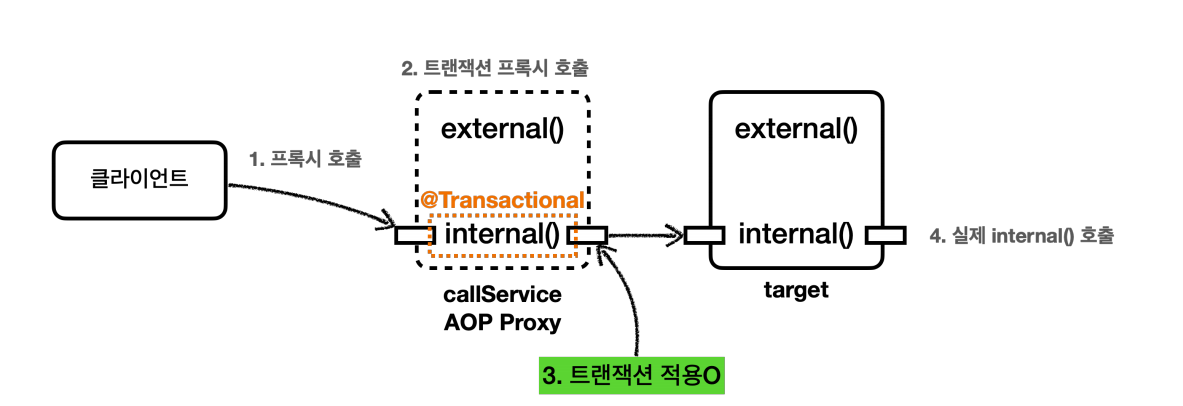 2. 트랜잭션 프록시 호출
external()
external()
1. 프록시 호출
클라이언트
@Transactional
internal()
internal()
4. 실제 internal() 호출
callService
AOP Proxy
target
3. 트랜잭션 적용O